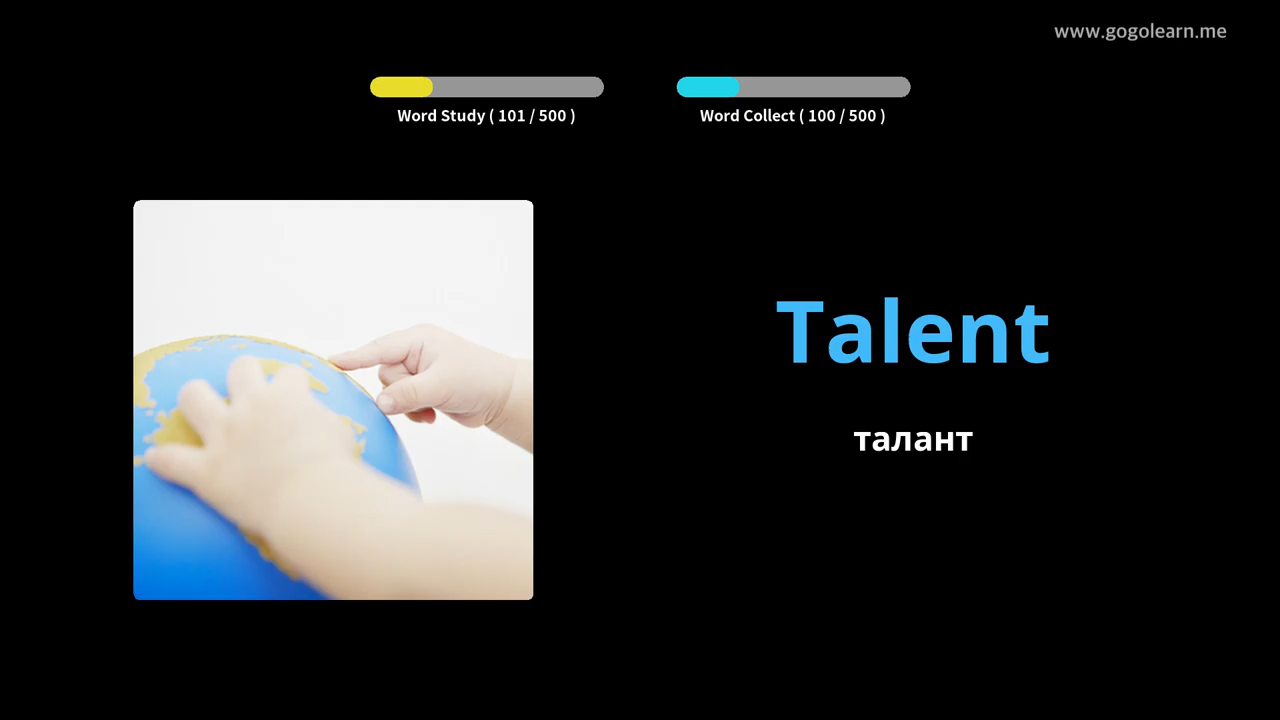 www.gogolearn.me
Word Study ( 101 / 500 )
Word Collect ( 100 / 500 )
Talent
талант